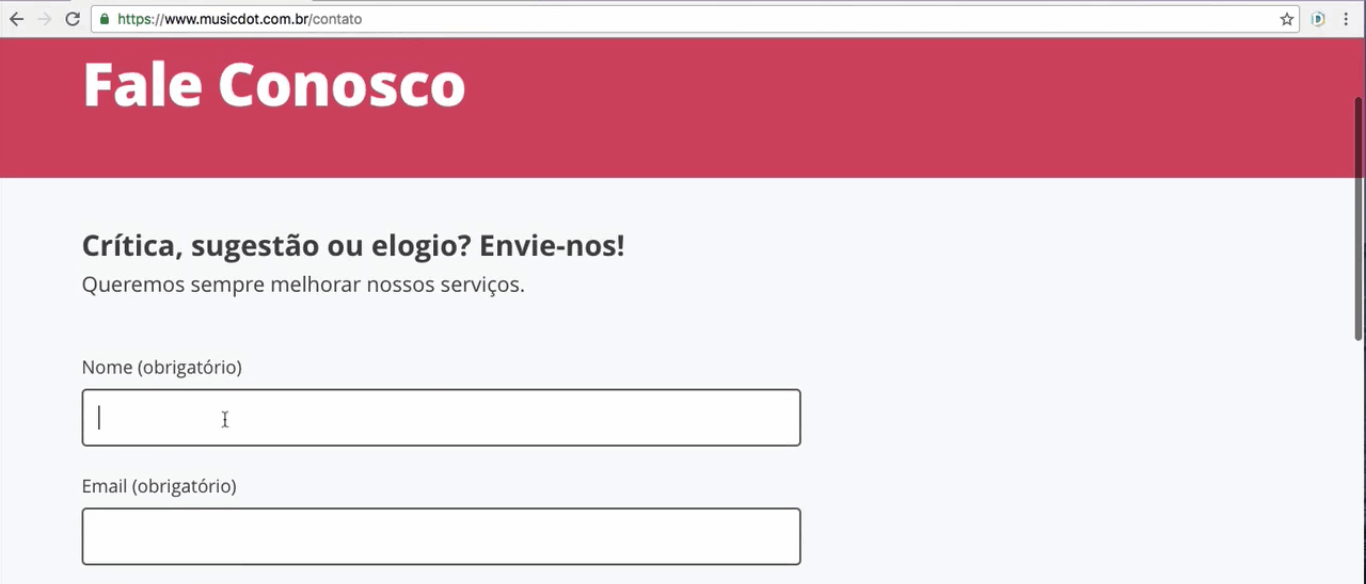 https://www.musicdot.com.br/contato
Fale Conosco
Crítica, sugestão ou elogio? Envie-nos!
Queremos sempre melhorar nossos serviços.
Nome (obrigatório)
Email (obrigatório)